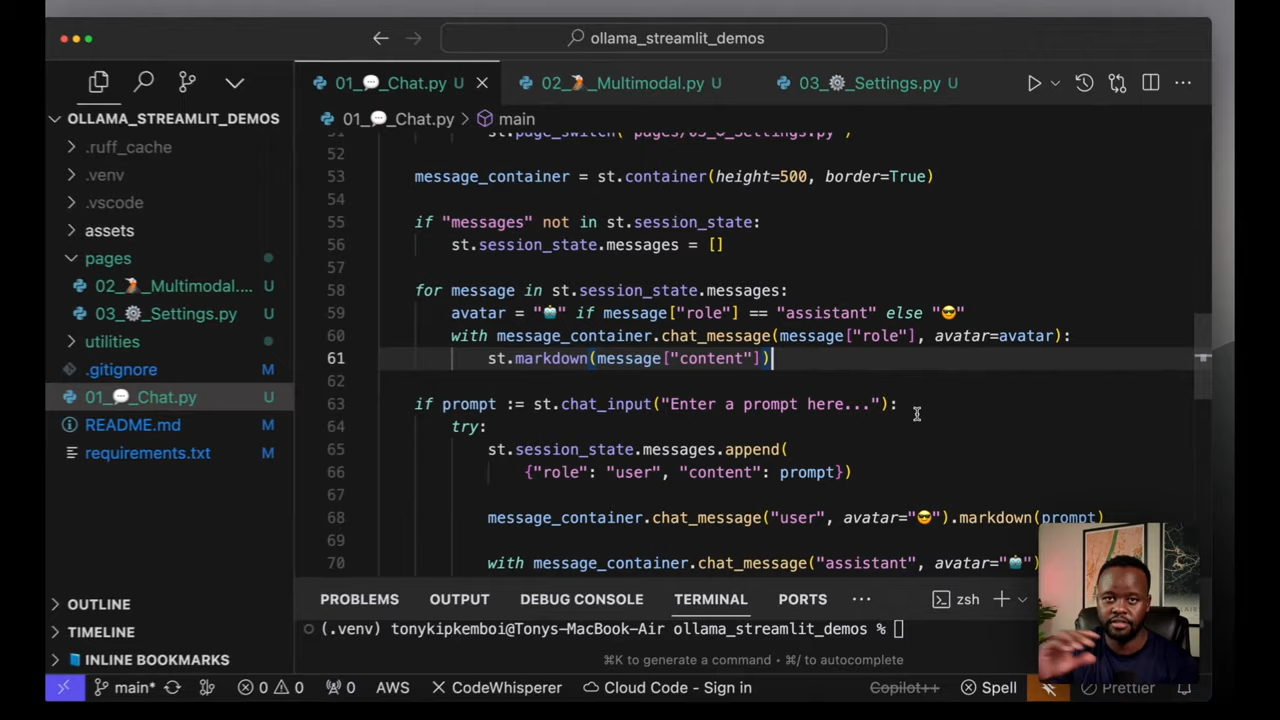 ollama_streamlit_demos
OLLAMA_STREAMLIT_DEMOS
.ruff_cache
.venv
.vscode
assets
pages
02_🦩_Multimodal.... U
03_⚙️_Settings.py U
utilities
.gitignore M
01_💬_Chat.py U
README.md M
requirements.txt M
OUTLINE
TIMELINE
INLINE BOOKMARKS
01_💬_Chat.py U
02_🦩_Multimodal.py U
03_⚙️_Settings.py U
01_💬_Chat.py > main
51 st.page_switch("pages/03_⚙️_Settings.py")
52
53 message_container = st.container(height=500, border=True)
54
55 if "messages" not in st.session_state:
56 st.session_state.messages = []
57
58 for message in st.session_state.messages:
59 avatar = "🤖" if message["role"] == "assistant" else "😎"
60 with message_container.chat_message(message["role"], avatar=avatar):
61 st.markdown(message["content"])
62
63 if prompt := st.chat_input("Enter a prompt here..."):
64 try:
65 st.session_state.messages.append(
66 {"role": "user", "content": prompt})
67
68 message_container.chat_message("user", avatar="😎").markdown(prompt)
69
70 with message_container.chat_message("assistant", avatar="🤖")
PROBLEMS OUTPUT DEBUG CONSOLE TERMINAL PORTS ... zsh
(.venv) tonykipkemboi@Tonys-MacBook-Air ollama_streamlit_demos %
⌘K to generate a command • ⌘/ to autocomplete
main* 0 0 0 AWS CodeWhisperer Cloud Code - Sign in Copilot++ Spell Prettier